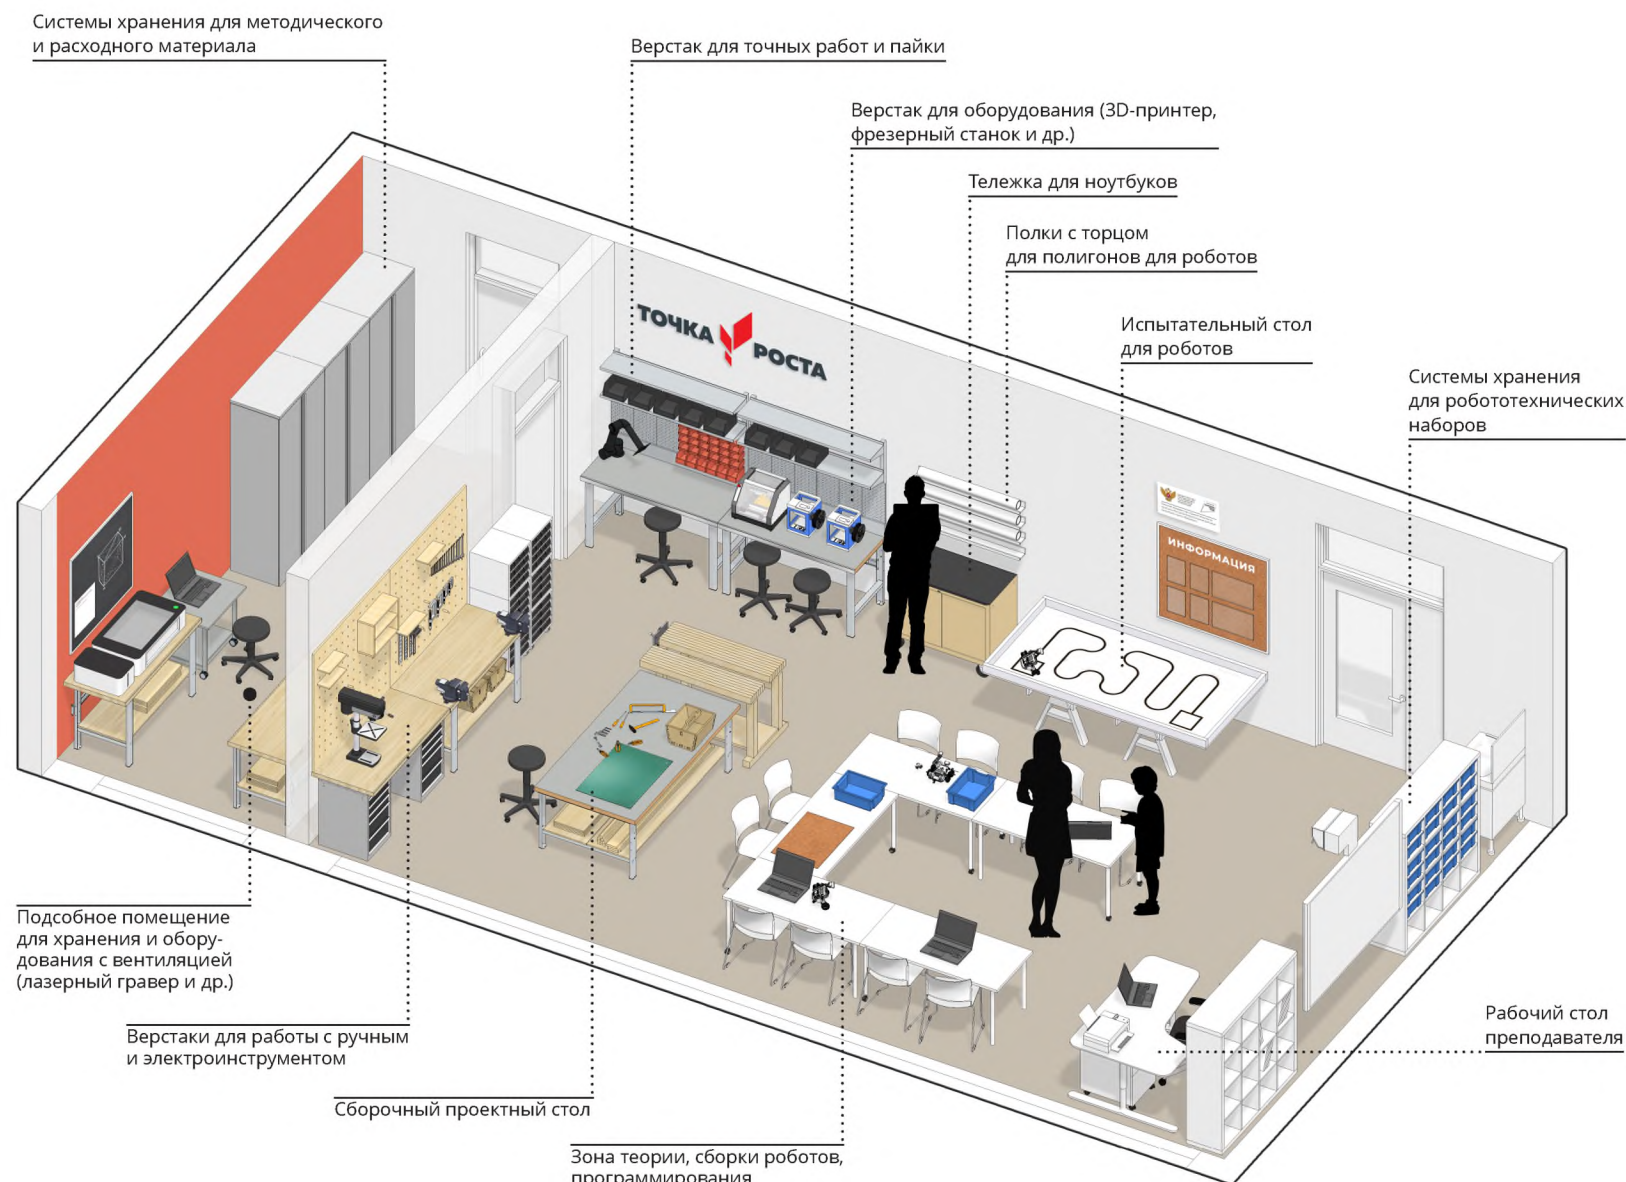 Системы хранения для методического
и расходного материала
Верстак для точных работ и пайки
Верстак для оборудования (3D-принтер,
фрезерный станок и др.)
Тележка для ноутбуков
Полки с торцом
для полигонов для роботов
Испытательный стол
для роботов
Системы хранения
для робототехнических
наборов
ТОЧКА
РОСТА
ИНФОРМАЦИЯ
Подсобное помещение
для хранения и обору-
дования с вентиляцией
(лазерный гравер и др.)
Верстаки для работы с ручным
и электроинструментом
Сборочный проектный стол
Зона теории, сборки роботов,
программирования
Рабочий стол
преподавателя